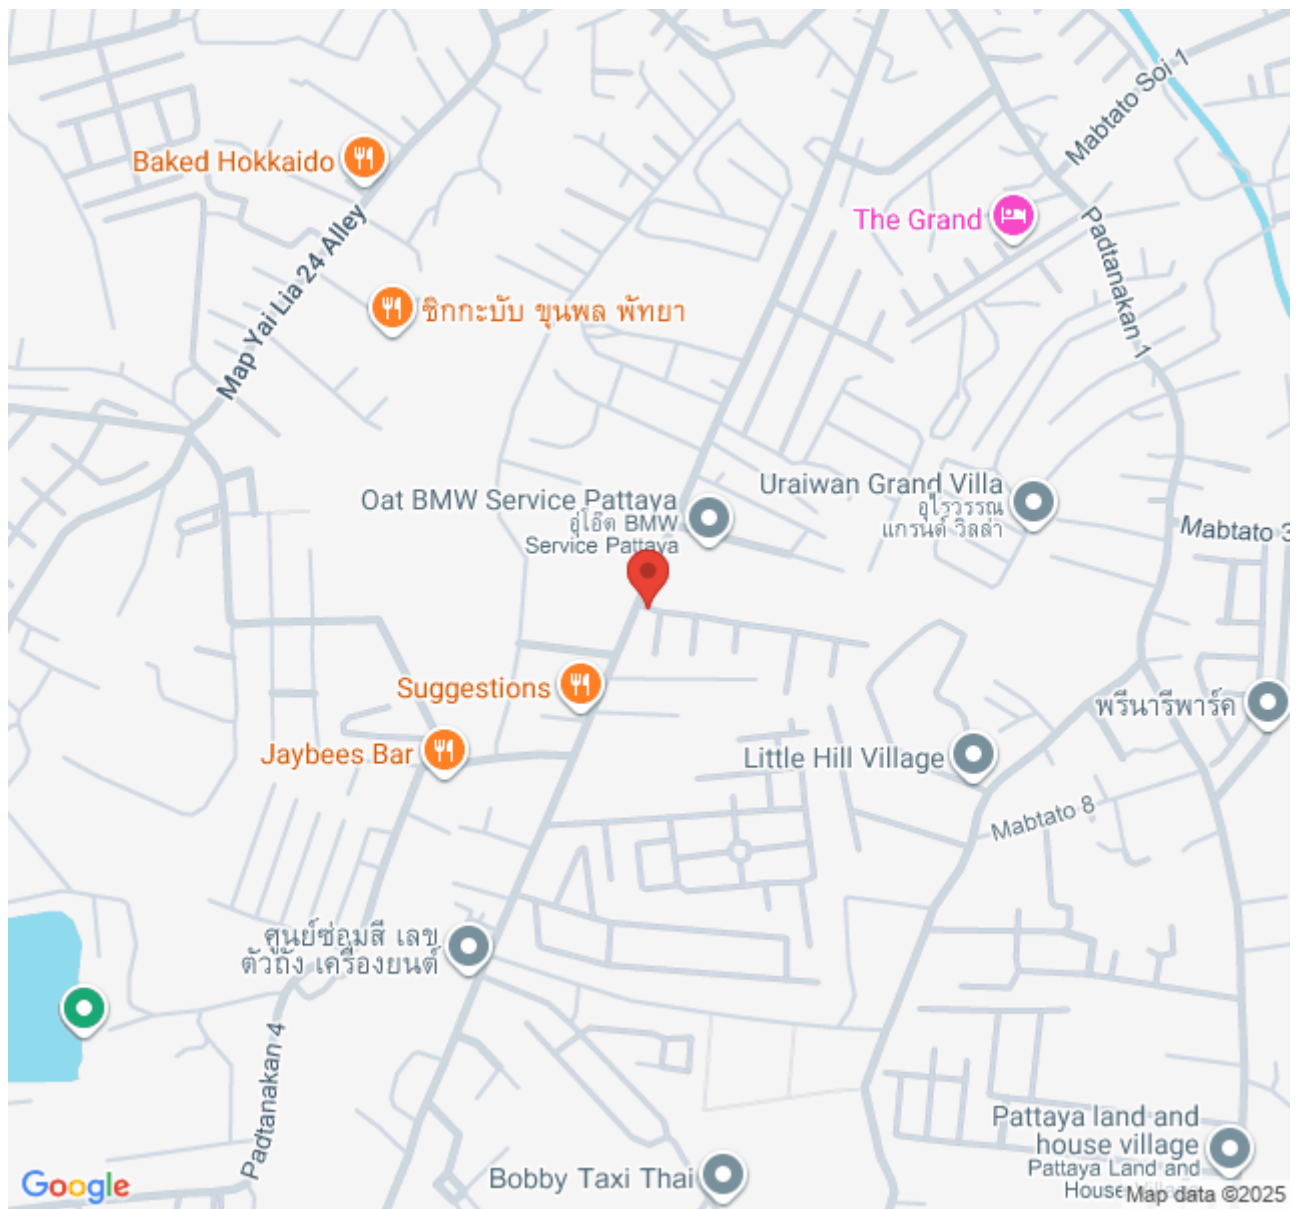 Mabtato Soi 1
Baked Hokkaido
The Grand
Map Yai Lia 24 Alley
Padtanakan 1
ชิกกะบับ ขุนพล พัทยา
Oat BMW Service Pattaya
อู่โอ๊ต BMW
Service Pattaya
Uraiwan Grand Villa
อุไรวรรณ
แกรนด์ วิลล่า
Mabtato 3
Suggestions
พรีนารีพาร์ค
Jaybees Bar
Little Hill Village
Mabtato 8
ศูนย์ซ่อมสี เลข
ตัวถัง เครื่องยนต์
Padtanakan 4
Pattaya land and
house village
Pattaya Land and
House
Bobby Taxi Thai
Google
Map data ©2025